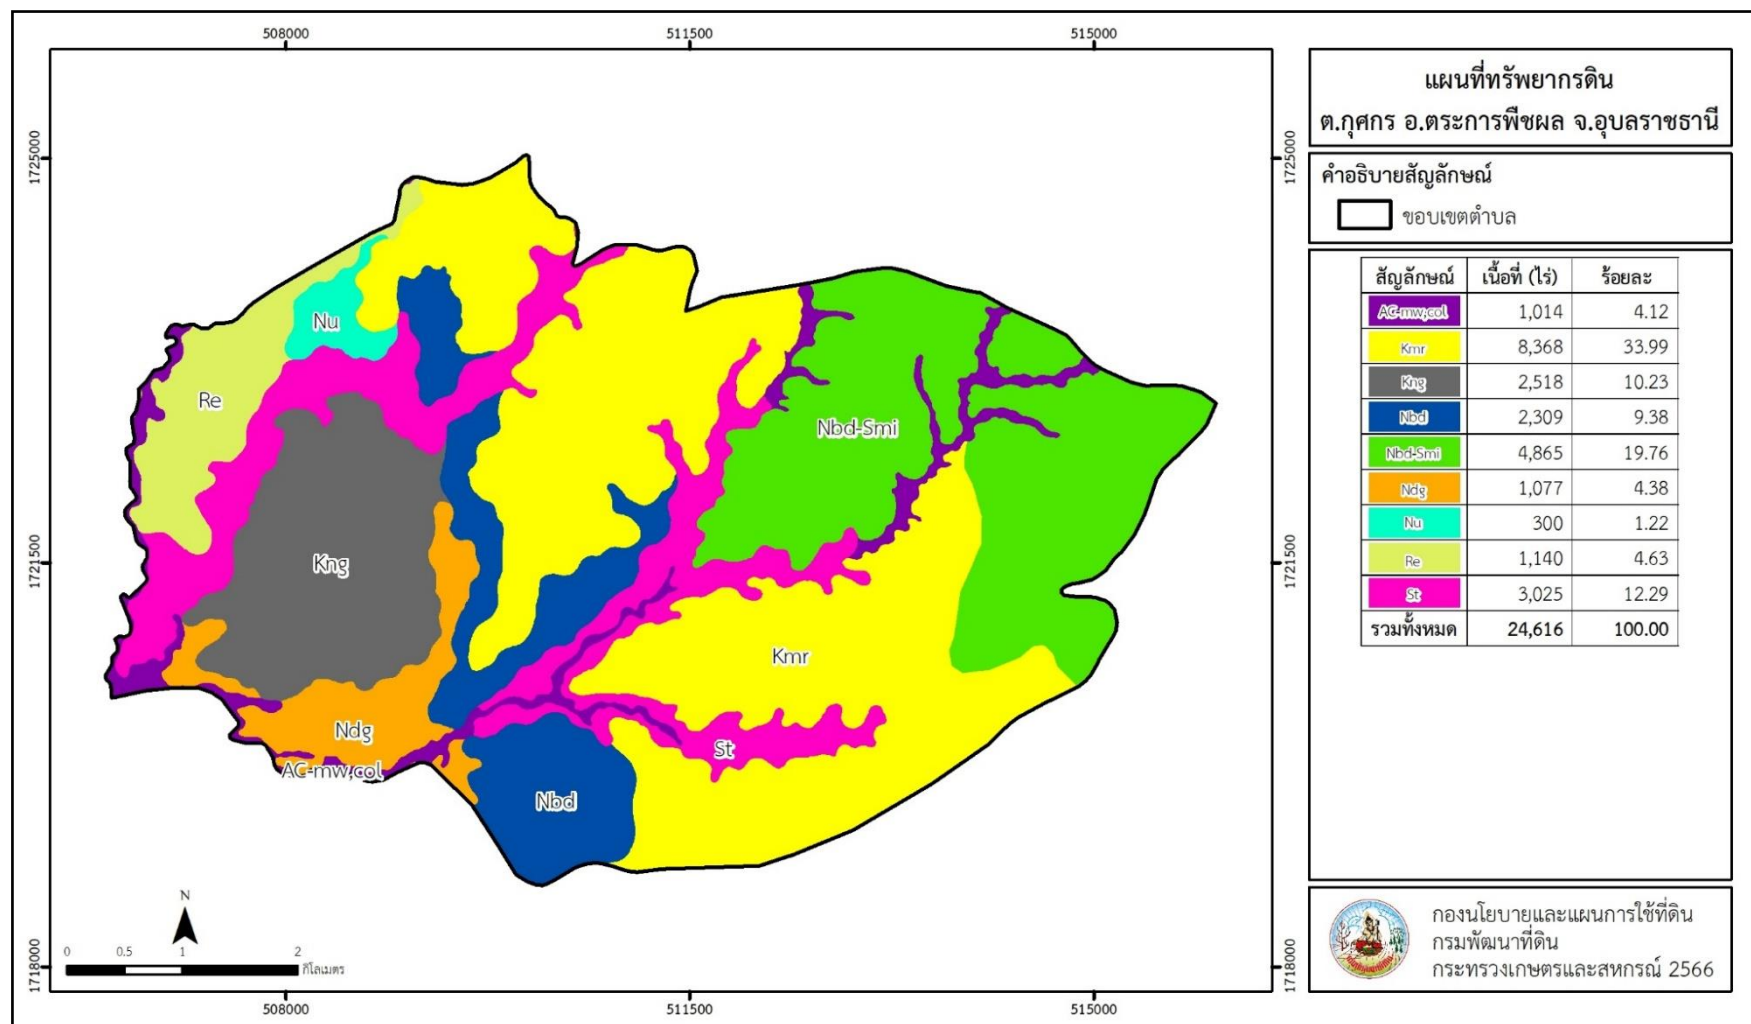 508000
511500
515000
1725000
1725000
1721500
1721500
1718000
1718000
Nu
Re
Nbd-Smi
Kng
Kmr
Ndg
St
AC-mw,col
Nbd
N
0 0.5 1 2
กิโลเมตร
508000
511500
515000
แผนที่ทรัพยากรดิน
ต.กุศกร อ.ตระการพืชผล จ.อุบลราชธานี
คำอธิบายสัญลักษณ์
ขอบเขตตำบล
สัญลักษณ์ เนื้อที่ (ไร่) ร้อยละ
AC-mw,col 1,014 4.12
Kmr 8,368 33.99
Kng 2,518 10.23
Nbd 2,309 9.38
Nbd-Smi 4,865 19.76
Ndg 1,077 4.38
Nu 300 1.22
Re 1,140 4.63
St 3,025 12.29
รวมทั้งหมด 24,616 100.00
กองนโยบายและแผนการใช้ที่ดิน
กรมพัฒนาที่ดิน
กระทรวงเกษตรและสหกรณ์ 2566